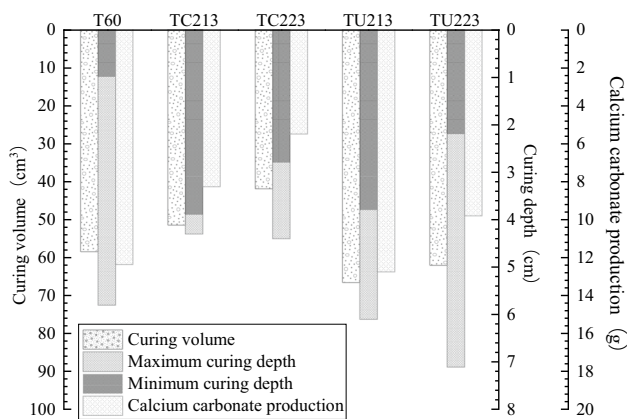 T60 TC213 TC223 TU213 TU223
0 0 0
10 1 2
20 4
30 2 6
40 3 8
50 4 10
60 5 12
70 6 14
80 16
90 7 18
100 8 20
Curing volume (cm³)
Curing depth (cm)
Calcium carbonate production (g)
Curing volume
Maximum curing depth
Minimum curing depth
Calcium carbonate production